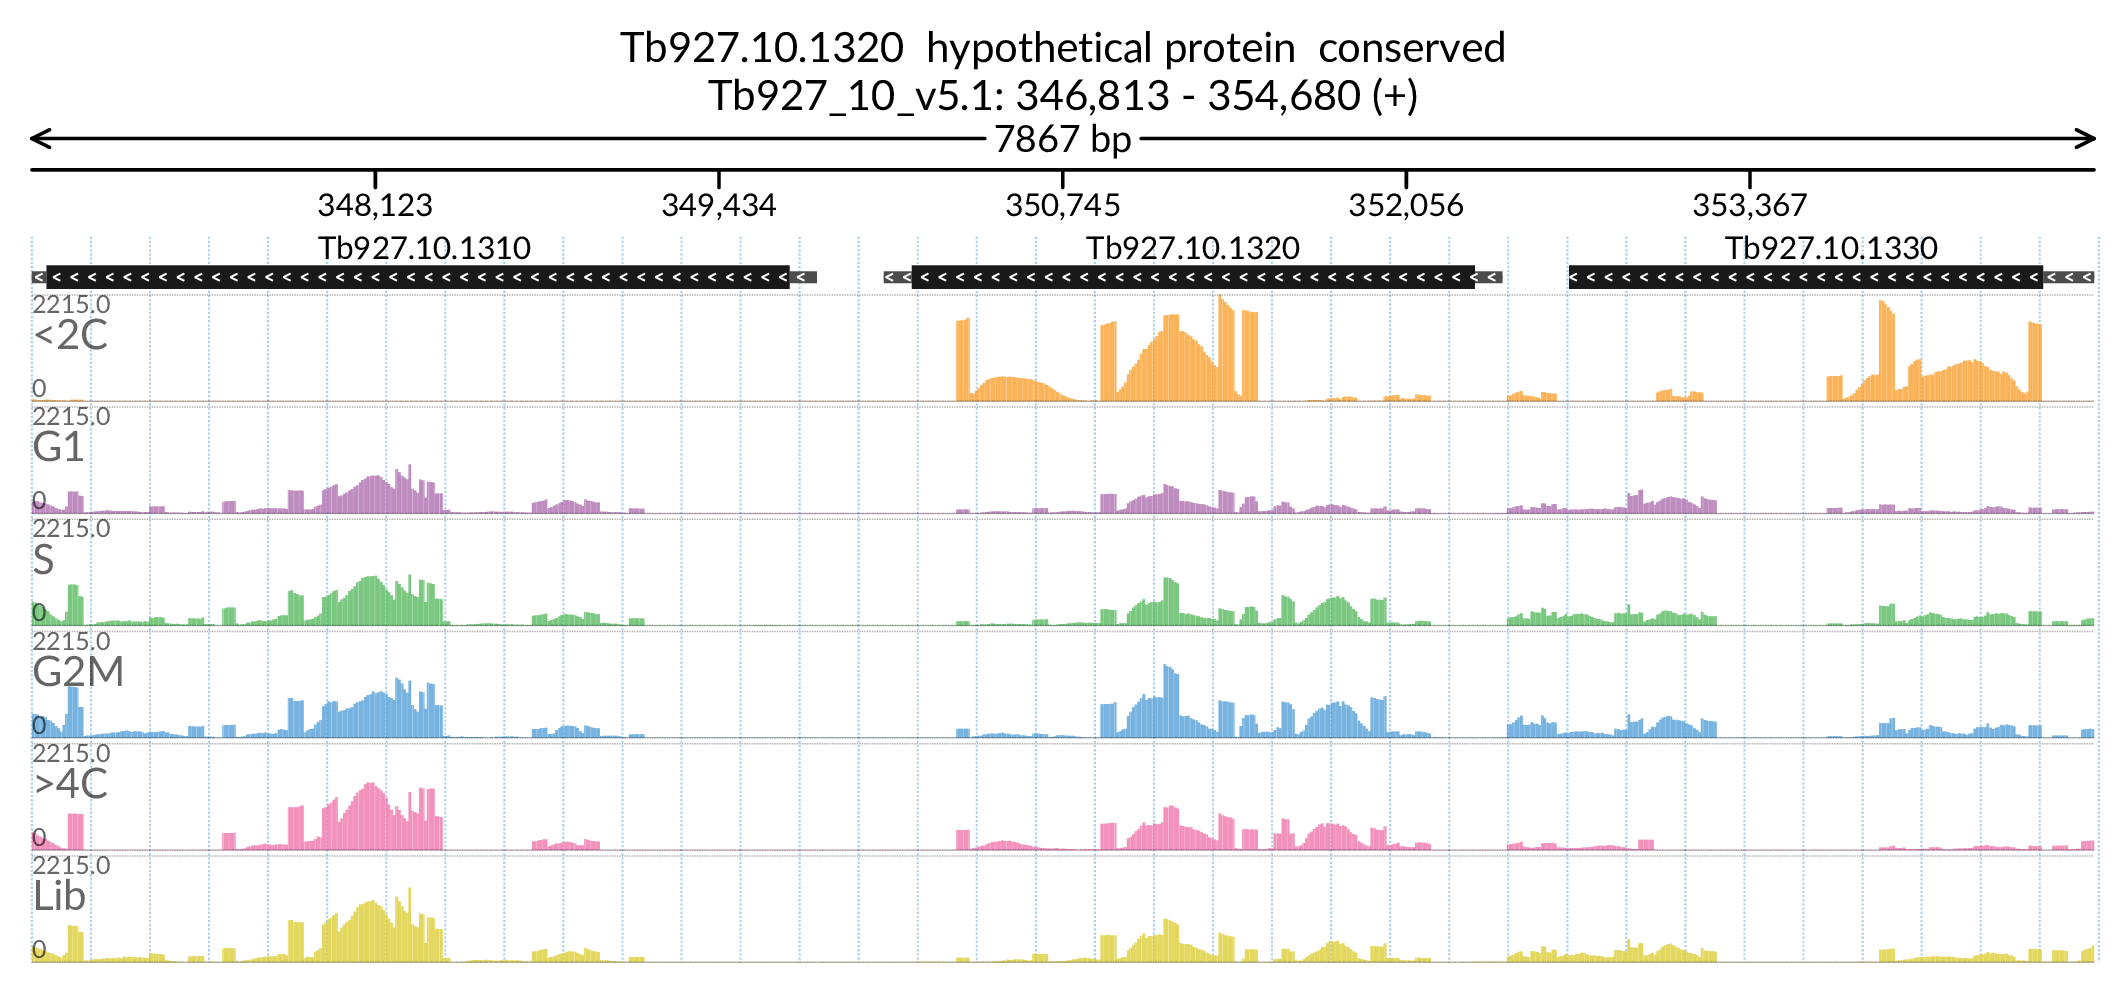 Tb927.10.1320  hypothetical protein  conserved
Tb927_10_v5.1: 346,813 - 354,680 (+)
7867 bp
348,123 349,434 350,745 352,056 353,367
Tb927.10.1310 Tb927.10.1320 Tb927.10.1330
2215.0
<2C
0
2215.0
G1
0
2215.0
S
0
2215.0
G2M
0
2215.0
>4C
0
2215.0
Lib
0